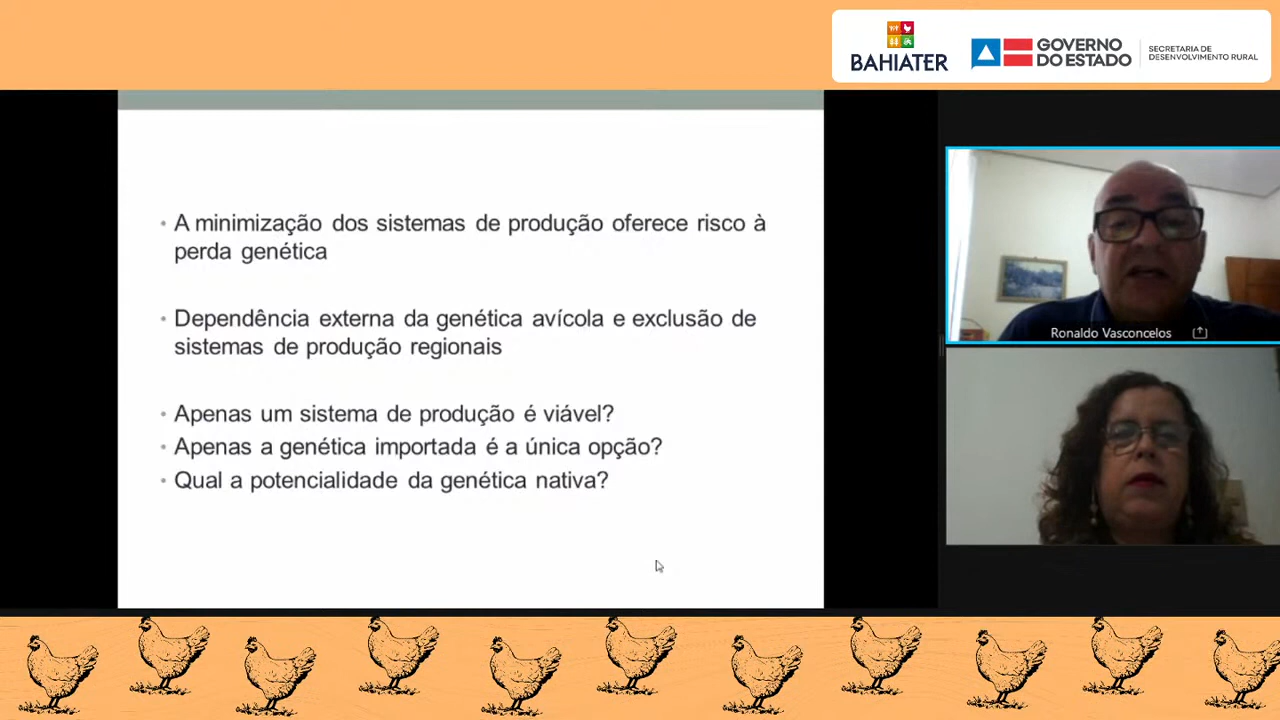 BAHIATER
GOVERNO
DO ESTADO
SECRETARIA DE
DESENVOLVIMENTO RURAL
• A minimização dos sistemas de produção oferece risco à
perda genética
• Dependência externa da genética avícola e exclusão de
sistemas de produção regionais
• Apenas um sistema de produção é viável?
• Apenas a genética importada é a única opção?
• Qual a potencialidade da genética nativa?
Ronaldo Vasconcelos